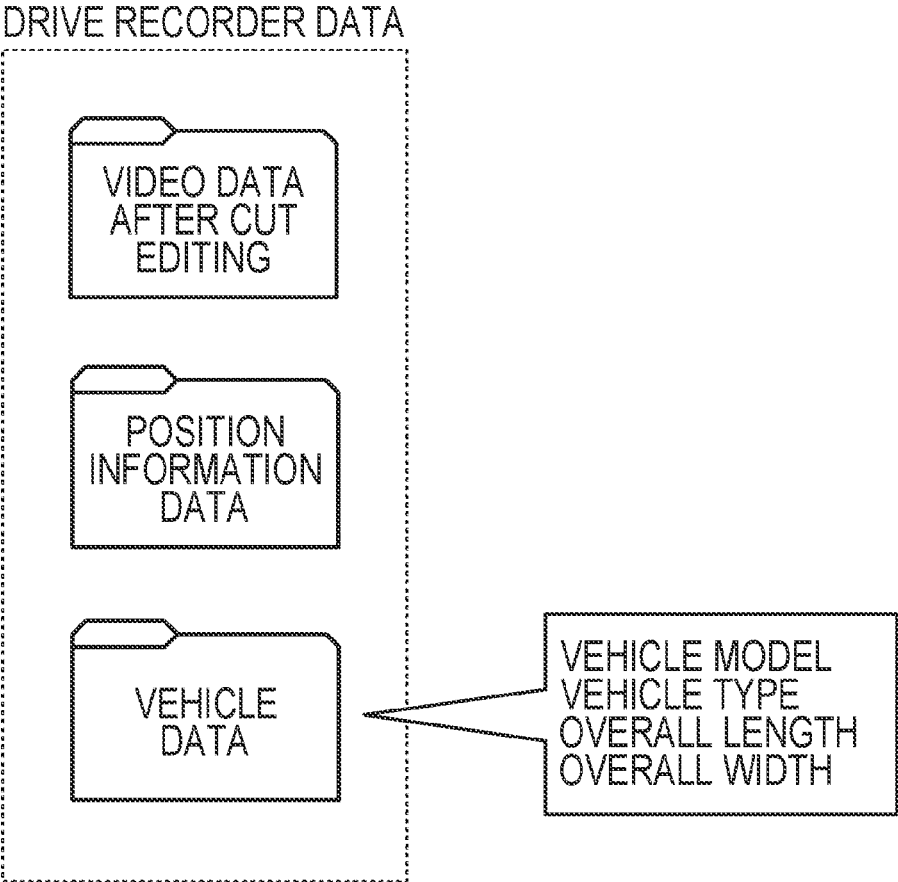 DRIVE RECORDER DATA
VIDEO DATA
AFTER CUT
EDITING
POSITION
INFORMATION
DATA
VEHICLE
DATA
VEHICLE MODEL
VEHICLE TYPE
OVERALL LENGTH
OVERALL WIDTH